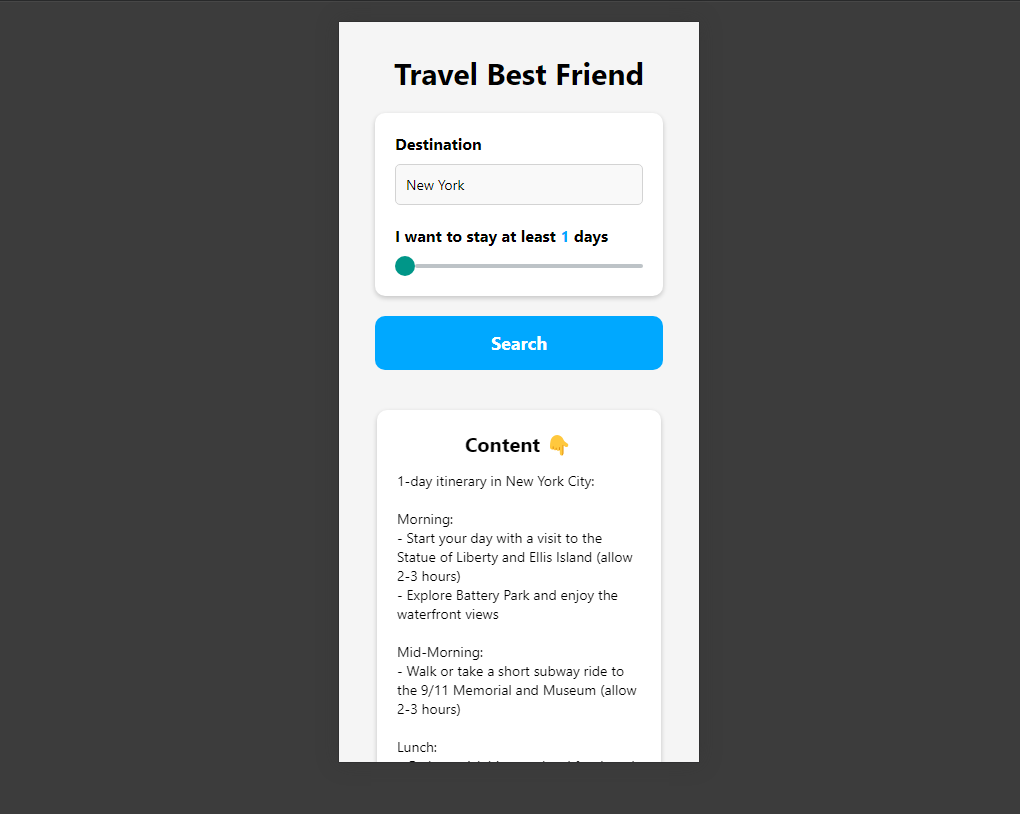 Travel Best Friend
Destination
New York
I want to stay at least 1 days
Search
Content 👇
1-day itinerary in New York City:
Morning:
- Start your day with a visit to the
Statue of Liberty and Ellis Island (allow
2-3 hours)
- Explore Battery Park and enjoy the
waterfront views
Mid-Morning:
- Walk or take a short subway ride to
the 9/11 Memorial and Museum (allow
2-3 hours)
Lunch: